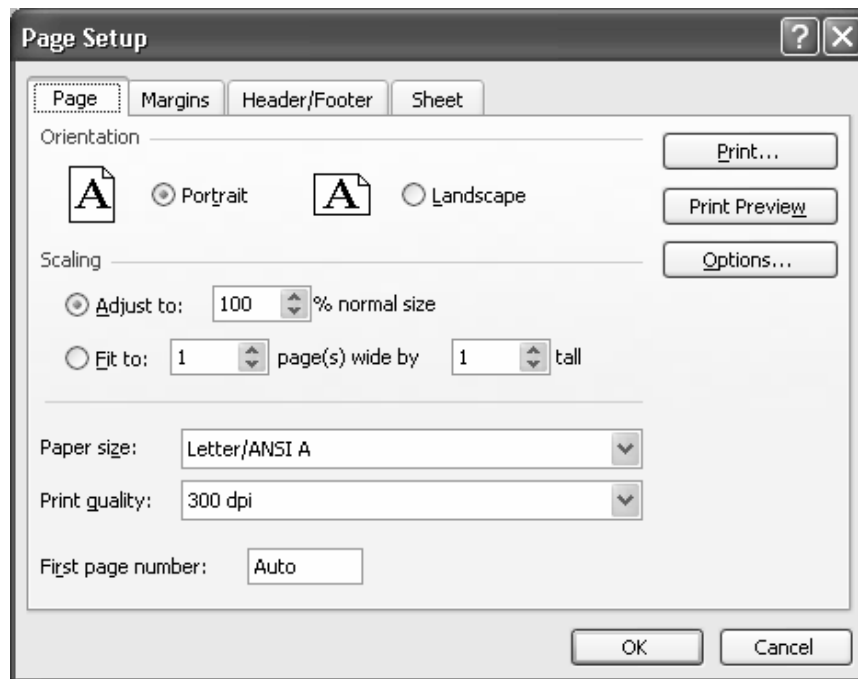 Page Setup
Page Margins Header/Footer Sheet
Orientation
A Portrait A Landscape
Print...
Print Preview
Options...
Scaling
Adjust to: 100 % normal size
Fit to: 1 page(s) wide by 1 tall
Paper size: Letter/ANSI A
Print quality: 300 dpi
First page number: Auto
OK Cancel